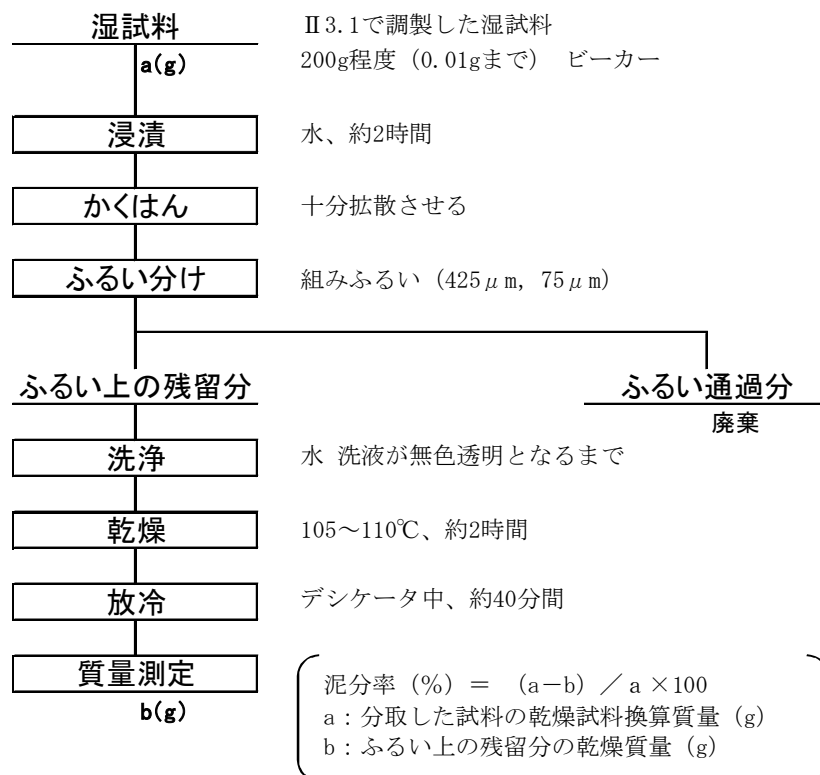 湿試料
Ⅱ3.1で調製した湿試料
a(g)
200g程度（0.01gまで） ビーカー
浸漬
水、約2時間
かくはん
十分拡散させる
ふるい分け
組みふるい（425μm, 75μm）
ふるい上の残留分
ふるい通過分
廃棄
洗浄
水 洗液が無色透明となるまで
乾燥
105～110℃、約2時間
放冷
デシケータ中、約40分間
質量測定
b(g)
泥分率（%）＝ （a－b）／a×100
a：分取した試料の乾燥試料換算質量（g）
b：ふるい上の残留分の乾燥質量（g）